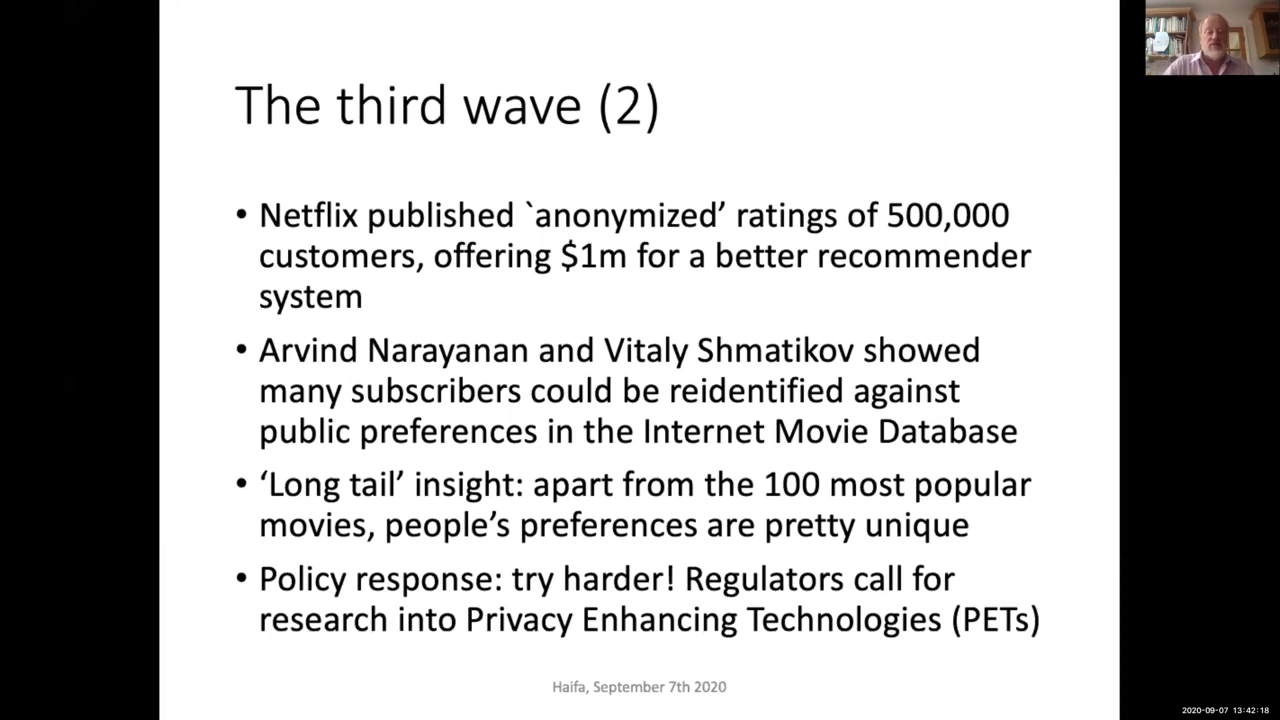 The third wave (2)
• Netflix published `anonymized’ ratings of 500,000
customers, offering $1m for a better recommender
system
• Arvind Narayanan and Vitaly Shmatikov showed
many subscribers could be reidentified against
public preferences in the Internet Movie Database
• ‘Long tail’ insight: apart from the 100 most popular
movies, people’s preferences are pretty unique
• Policy response: try harder! Regulators call for
research into Privacy Enhancing Technologies (PETs)
Haifa, September 7th 2020
2020-09-07 13:42:18